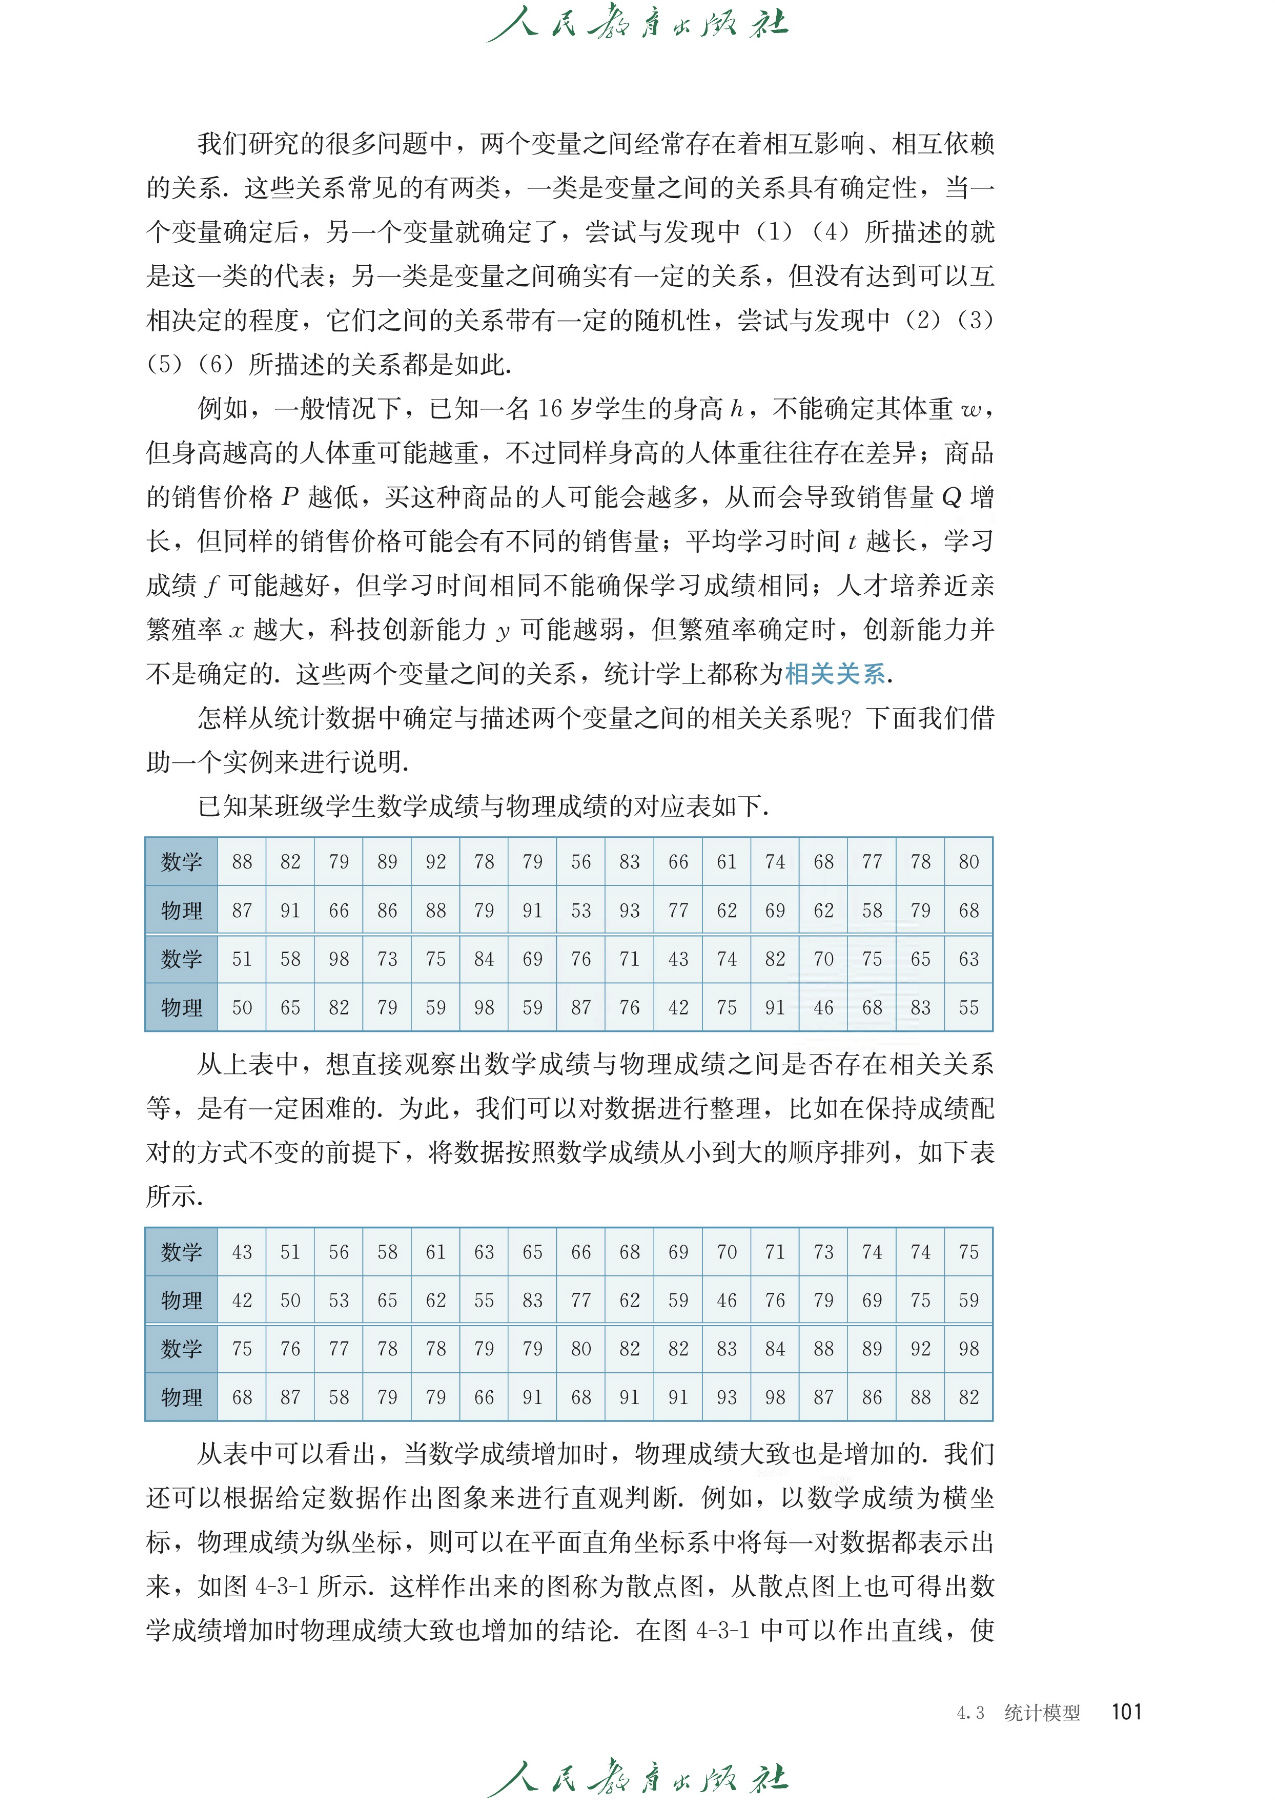 人民教育出版社
我们研究的很多问题中，两个变量之间经常存在着相互影响、相互依赖
的关系. 这些关系常见的有两类，一类是变量之间的关系具有确定性，当一
个变量确定后，另一个变量就确定了，尝试与发现中（1）（4）所描述的就
是这一类的代表；另一类是变量之间确实有一定的关系，但没有达到可以互
相决定的程度，它们之间的关系带有一定的随机性，尝试与发现中（2）（3）
（5）（6）所描述的关系都是如此.
例如，一般情况下，已知一名 16 岁学生的身高 h，不能确定其体重 w，
但身高越高的人体重可能越重，不过同样身高的人体重往往存在差异；商品
的销售价格 P 越低，买这种商品的人可能会越多，从而会导致销售量 Q 增
长，但同样的销售价格可能会有不同的销售量；平均学习时间 t 越长，学习
成绩 f 可能越好，但学习时间相同不能确保学习成绩相同；人才培养近亲
繁殖率 x 越大，科技创新能力 y 可能越弱，但繁殖率确定时，创新能力并
不是确定的. 这些两个变量之间的关系，统计学上都称为相关关系.
怎样从统计数据中确定与描述两个变量之间的相关关系呢？下面我们借
助一个实例来进行说明.
已知某班级学生数学成绩与物理成绩的对应表如下.
数学 88 82 79 89 92 78 79 56 83 66 61 74 68 77 78 80
物理 87 91 66 86 88 79 91 53 93 77 62 69 62 58 79 68
数学 51 58 98 73 75 84 69 76 71 43 74 82 70 75 65 63
物理 50 65 82 79 59 98 59 87 76 42 75 91 46 68 83 55
从上表中，想直接观察出数学成绩与物理成绩之间是否存在相关关系
等，是有一定困难的. 为此，我们可以对数据进行整理，比如在保持成绩配
对的方式不变的前提下，将数据按照数学成绩从小到大的顺序排列，如下表
所示.
数学 43 51 56 58 61 63 65 66 68 69 70 71 73 74 74 75
物理 42 50 53 65 62 55 83 77 62 59 46 76 79 69 75 59
数学 75 76 77 78 78 79 79 80 82 82 83 84 88 89 92 98
物理 68 87 58 79 79 66 91 68 91 91 93 98 87 86 88 82
从表中可以看出，当数学成绩增加时，物理成绩大致也是增加的. 我们
还可以根据给定数据作出图象来进行直观判断. 例如，以数学成绩为横坐
标，物理成绩为纵坐标，则可以在平面直角坐标系中将每一对数据都表示出
来，如图 4-3-1 所示. 这样作出来的图称为散点图，从散点图上也可得出数
学成绩增加时物理成绩大致也增加的结论. 在图 4-3-1 中可以作出直线，使
4.3 统计模型 101
人民教育出版社